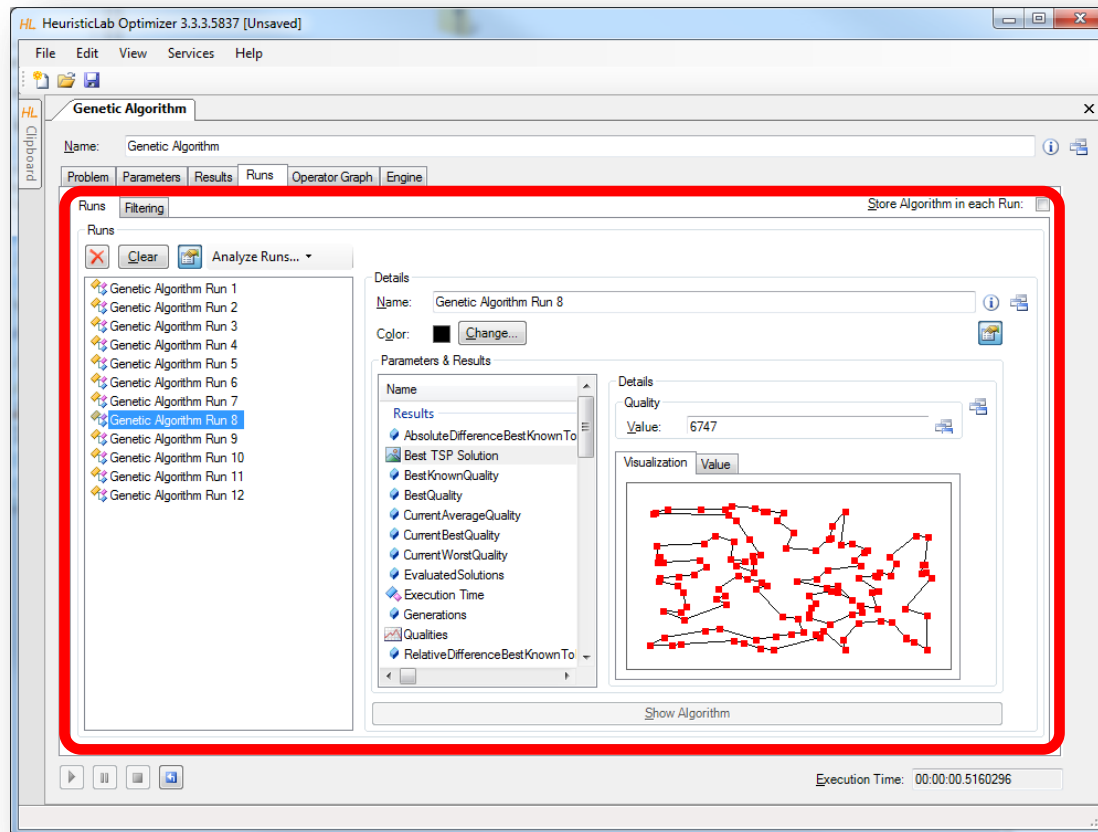 HL HeuristicLab Optimizer 3.3.3.5837 [Unsaved]
File Edit View Services Help
HL Clipboard
Genetic Algorithm
Name: Genetic Algorithm
Problem Parameters Results Runs Operator Graph Engine
Runs Filtering Store Algorithm in each Run:
Runs
Clear Analyze Runs...
Genetic Algorithm Run 1
Genetic Algorithm Run 2
Genetic Algorithm Run 3
Genetic Algorithm Run 4
Genetic Algorithm Run 5
Genetic Algorithm Run 6
Genetic Algorithm Run 7
Genetic Algorithm Run 8
Genetic Algorithm Run 9
Genetic Algorithm Run 10
Genetic Algorithm Run 11
Genetic Algorithm Run 12
Details
Name: Genetic Algorithm Run 8
Color: Change...
Parameters & Results
Name
Results
AbsoluteDifferenceBestKnownTo
Best TSP Solution
BestKnownQuality
BestQuality
CurrentAverageQuality
CurrentBestQuality
CurrentWorstQuality
EvaluatedSolutions
Execution Time
Generations
Qualities
RelativeDifferenceBestKnownTo
Details
Quality
Value: 6747
Visualization Value
Show Algorithm
Execution Time: 00:00:00.5160296